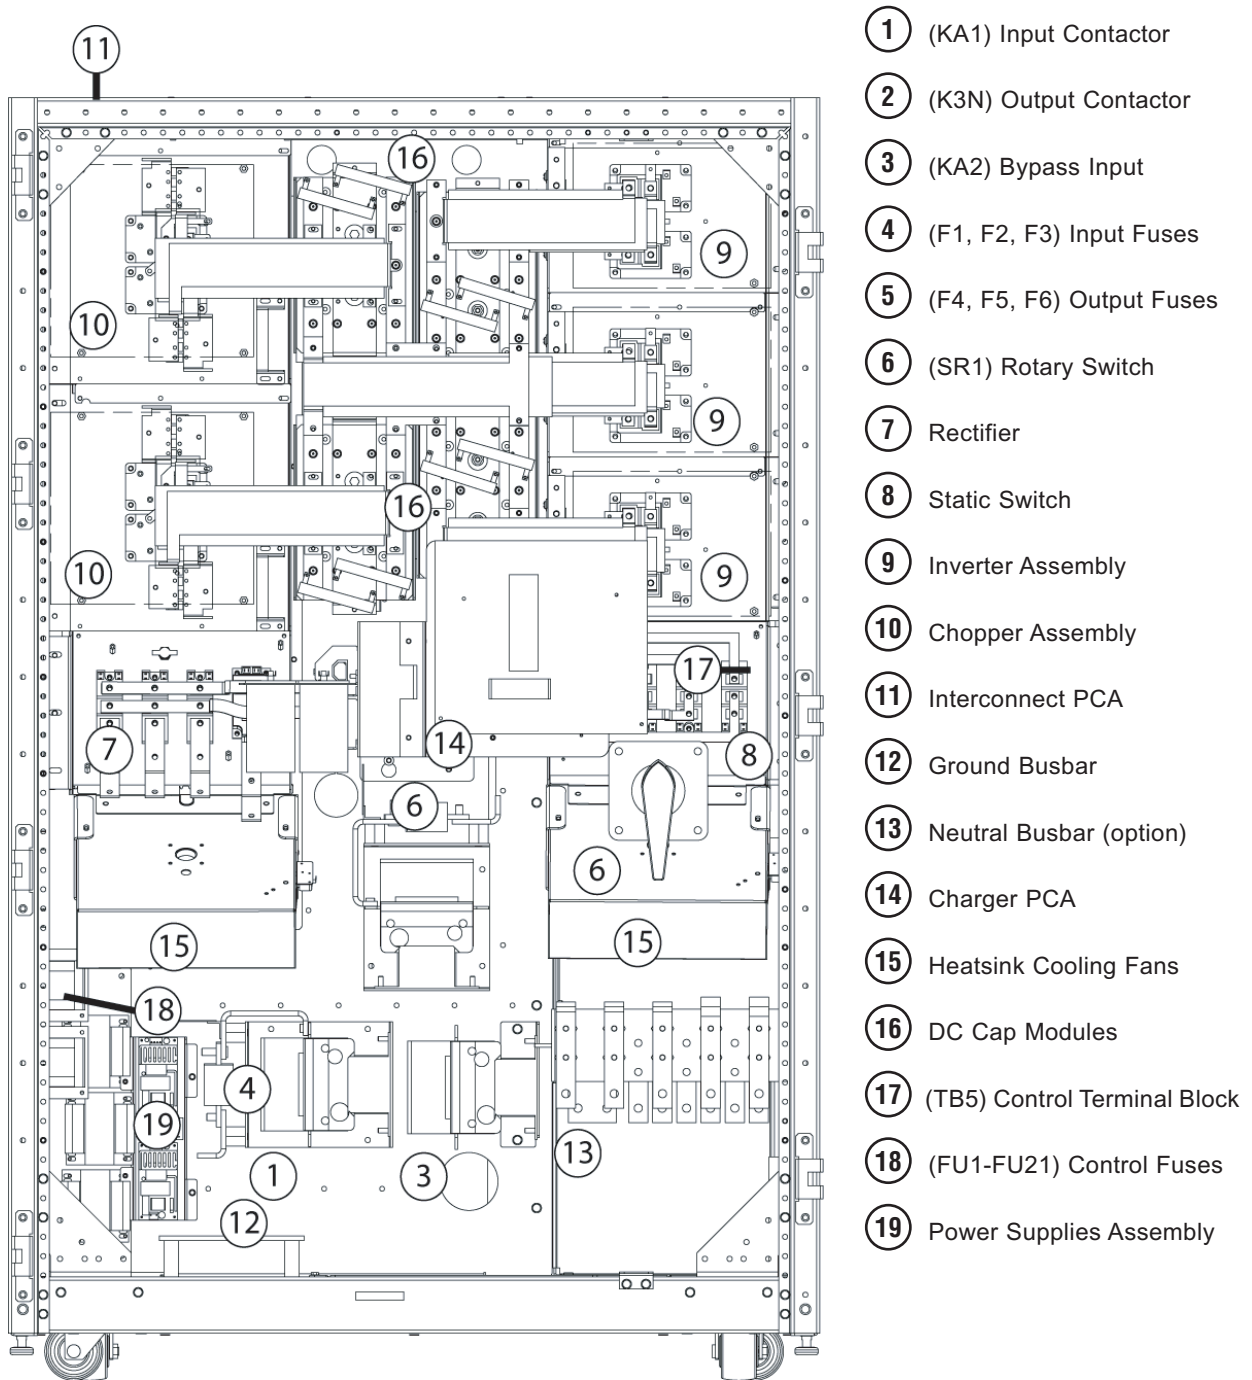 11
16
9
10
9
16
10
9
17
7
14
8
6
6
15
15
18
4
19
13
1
3
12
1 (KA1) Input Contactor
2 (K3N) Output Contactor
3 (KA2) Bypass Input
4 (F1, F2, F3) Input Fuses
5 (F4, F5, F6) Output Fuses
6 (SR1) Rotary Switch
7 Rectifier
8 Static Switch
9 Inverter Assembly
10 Chopper Assembly
11 Interconnect PCA
12 Ground Busbar
13 Neutral Busbar (option)
14 Charger PCA
15 Heatsink Cooling Fans
16 DC Cap Modules
17 (TB5) Control Terminal Block
18 (FU1-FU21) Control Fuses
19 Power Supplies Assembly